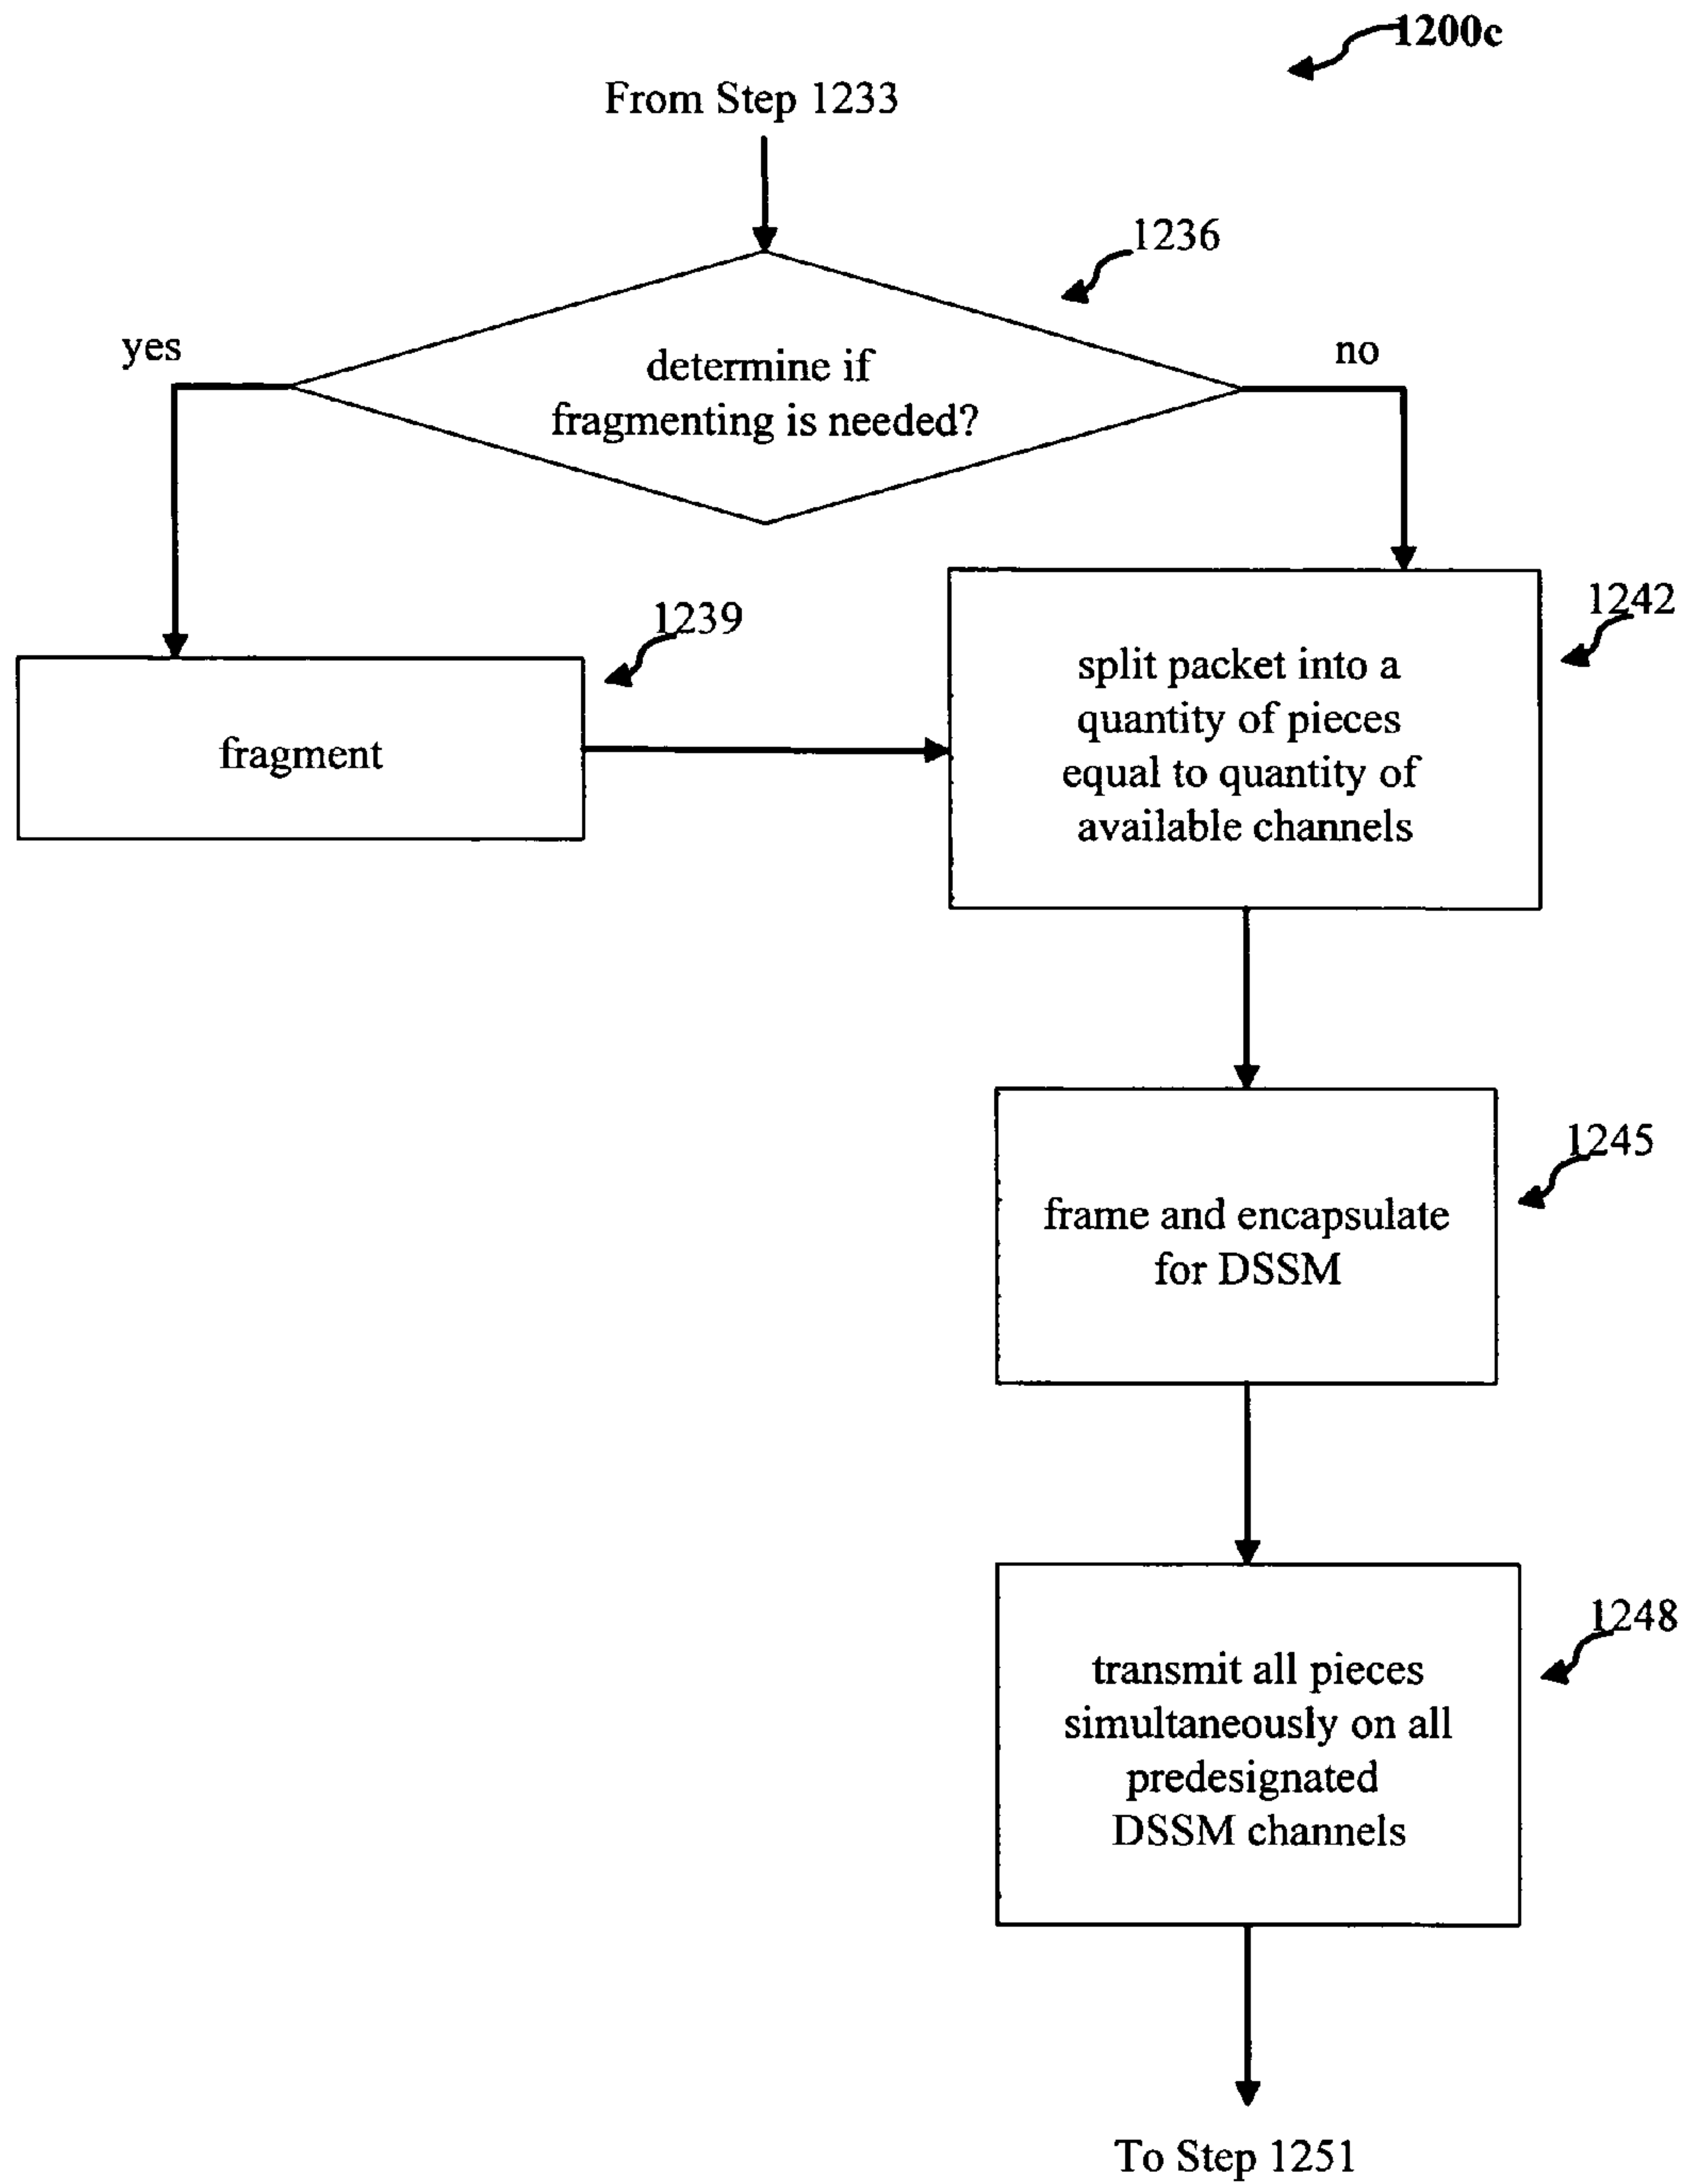 1200c
From Step 1233
1236
yes
no
determine if
fragmenting is needed?
1239
1242
fragment
split packet into a
quantity of pieces
equal to quantity of
available channels
1245
frame and encapsulate
for DSSM
1248
transmit all pieces
simultaneously on all
predesignated
DSSM channels
To Step 1251